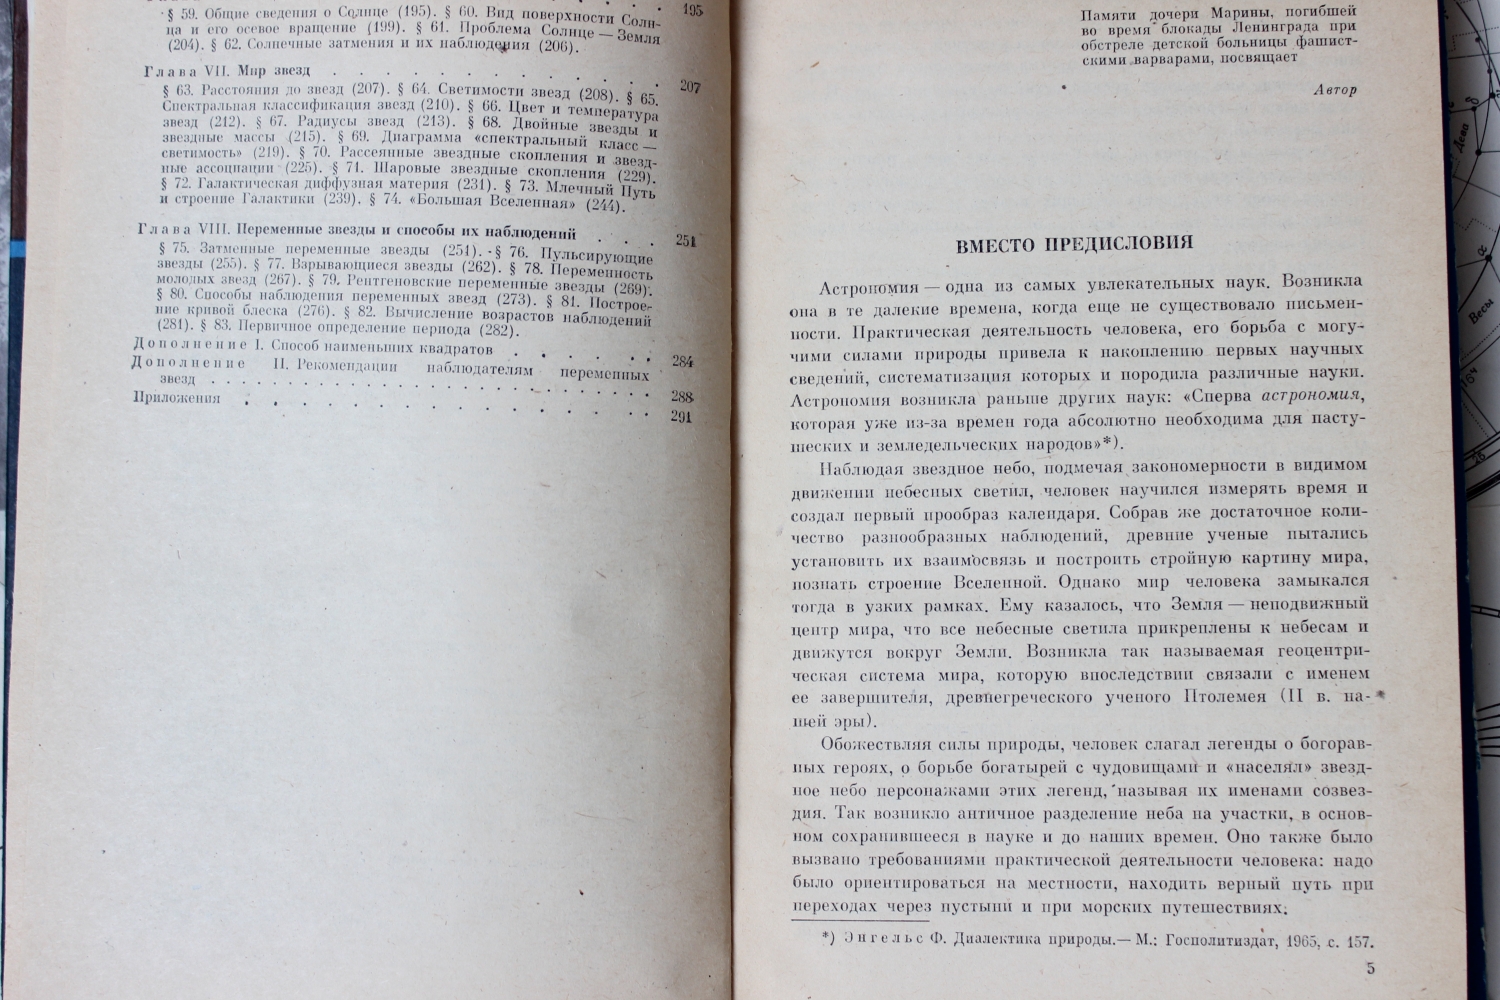 § 59. Общие сведения о Солнце (195). § 60. Вид поверхности Солн-
ца и его осевое вращение (199). § 61. Проблема Солнце — Земля
(204). § 62. Солнечные затмения и их наблюдения (206).
195
Глава VII. Мир звезд . . . . . . . . . . . 207
§ 63. Расстояния до звезд (207). § 64. Светимости звезд (208). § 65.
Спектральная классификация звезд (210). § 66. Цвет и температура
звезд (212). § 67. Радиусы звезд (213). § 68. Двойные звезды и
звездные массы (215). § 69. Диаграмма «спектральный класс —
светимость» (219). § 70. Рассеянные звездные скопления и звезд-
ные ассоциации (225). § 71. Шаровые звездные скопления (229).
§ 72. Галактическая диффузная материя (231). § 73. Млечный Путь
и строение Галактики (239). § 74. «Большая Вселенная» (244).
Глава VIII. Переменные звезды и способы их наблюдений . . . 251
§ 75. Затменные переменные звезды (251). § 76. Пульсирующие
звезды (255). § 77. Взрывающиеся звезды (262). § 78. Переменность
молодых звезд (267). § 79. Рентгеновские переменные звезды (269).
§ 80. Способы наблюдения переменных звезд (273). § 81. Построе-
ние кривой блеска (276). § 82. Вычисление возрастов наблюдений
(281). § 83. Первичное определение периода (282).
Дополнение I. Способ наименьших квадратов . . . . . . 284
Дополнение II. Рекомендации наблюдателям переменных
звезд . . . . . . . . . . . . . . . . . . 288
Приложения . . . . . . . . . . . . . . . 291
Памяти дочери Марины, погибшей
во время блокады Ленинграда при
обстреле детской больницы фашист-
скими варварами, посвящает
Автор
ВМЕСТО ПРЕДИСЛОВИЯ
Астрономия — одна из самых увлекательных наук. Возникла
она в те далекие времена, когда еще не существовало письмен-
ности. Практическая деятельность человека, его борьба с могу-
чими силами природы привела к накоплению первых научных
сведений, систематизация которых и породила различные науки.
Астрономия возникла раньше других наук: «Сперва астрономия,
которая уже из-за времен года абсолютно необходима для пасту-
шеских и земледельческих народов»*).
Наблюдая звездное небо, подмечая закономерности в видимом
движении небесных светил, человек научился измерять время и
создал первый прообраз календаря. Собрав же достаточное коли-
чество разнообразных наблюдений, древние ученые пытались
установить их взаимосвязь и построить стройную картину мира,
познать строение Вселенной. Однако мир человека замыкался
тогда в узких рамках. Ему казалось, что Земля — неподвижный
центр мира, что все небесные светила прикреплены к небесам и
движутся вокруг Земли. Возникла так называемая геоцентри-
ческая система мира, которую впоследствии связали с именем
ее завершителя, древнегреческого ученого Птолемея (II в. на-
шей эры).
Обожествляя силы природы, человек слагал легенды о богорав-
ных героях, о борьбе богатырей с чудовищами и «населял» звезд-
ное небо персонажами этих легенд, называя их именами созвез-
дия. Так возникло античное разделение неба на участки, в основ-
ном сохранившееся в науке и до наших времен. Оно также было
вызвано требованиями практической деятельности человека: надо
было ориентироваться на местности, находить верный путь при
переходах через пустыни и при морских путешествиях.
*) Энгельс Ф. Диалектика природы.— М.: Госполитиздат, 1965, с. 157.
5
Дева
Весы